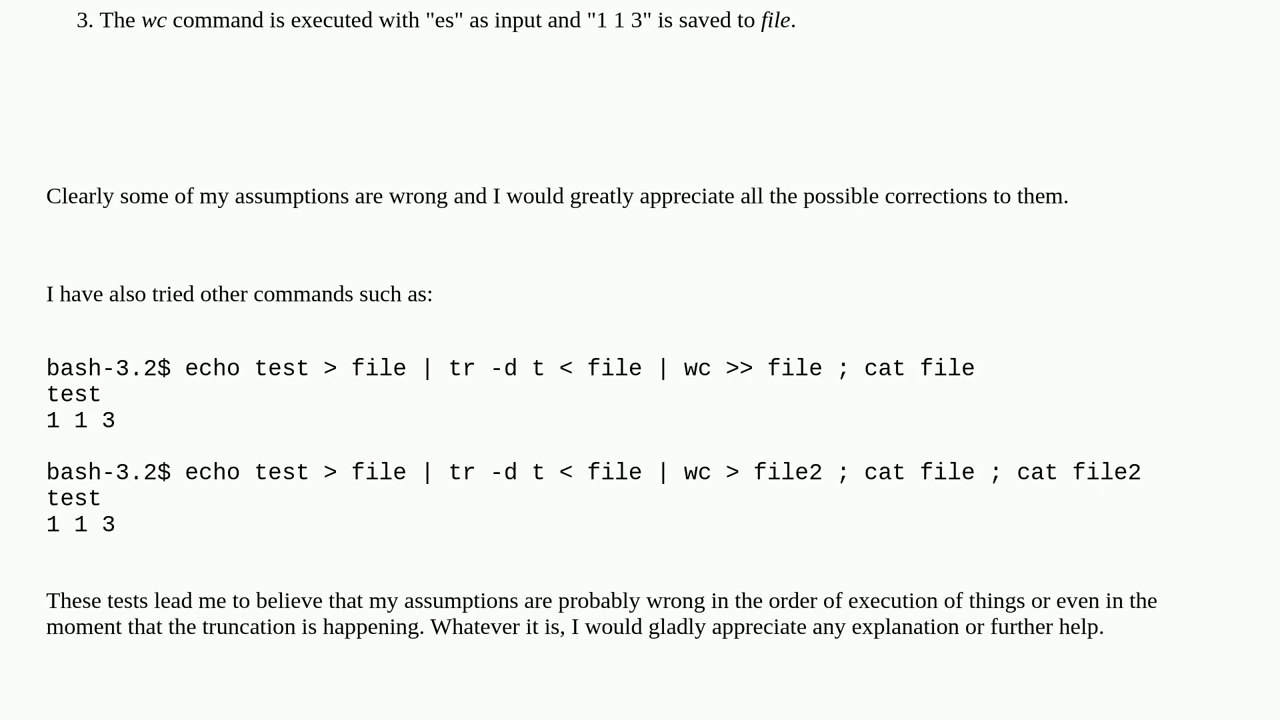 3. The wc command is executed with "es" as input and "1 1 3" is saved to file.
Clearly some of my assumptions are wrong and I would greatly appreciate all the possible corrections to them.
I have also tried other commands such as:
bash-3.2$ echo test > file | tr -d t < file | wc >> file ; cat file
test
1 1 3
bash-3.2$ echo test > file | tr -d t < file | wc > file2 ; cat file ; cat file2
test
1 1 3
These tests lead me to believe that my assumptions are probably wrong in the order of execution of things or even in the
moment that the truncation is happening. Whatever it is, I would gladly appreciate any explanation or further help.